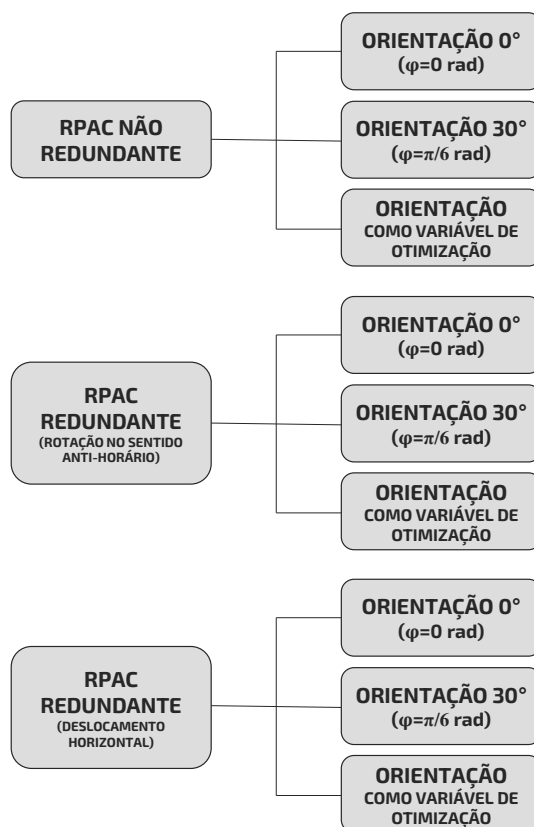 RPAC NÃO
REDUNDANTE
ORIENTAÇÃO 0°
(φ=0 rad)
ORIENTAÇÃO 30°
(φ=π/6 rad)
ORIENTAÇÃO
COMO VARIÁVEL DE
OTIMIZAÇÃO
RPAC
REDUNDANTE
(ROTAÇÃO NO SENTIDO
ANTI-HORÁRIO)
ORIENTAÇÃO 0°
(φ=0 rad)
ORIENTAÇÃO 30°
(φ=π/6 rad)
ORIENTAÇÃO
COMO VARIÁVEL DE
OTIMIZAÇÃO
RPAC
REDUNDANTE
(DESLOCAMENTO
HORIZONTAL)
ORIENTAÇÃO 0°
(φ=0 rad)
ORIENTAÇÃO 30°
(φ=π/6 rad)
ORIENTAÇÃO
COMO VARIÁVEL DE
OTIMIZAÇÃO